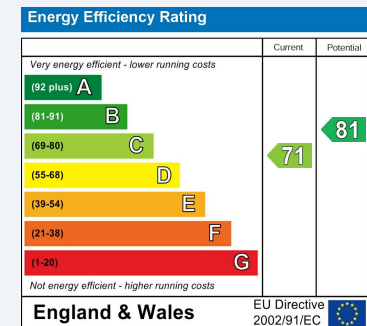 Energy Efficiency Rating
Current Potential
Very energy efficient - lower running costs
(92 plus) A
(81-91) B
81
(69-80) C
71
(55-68) D
(39-54) E
(21-38) F
(1-20) G
Not energy efficient - higher running costs
England & Wales
EU Directive
2002/91/EC